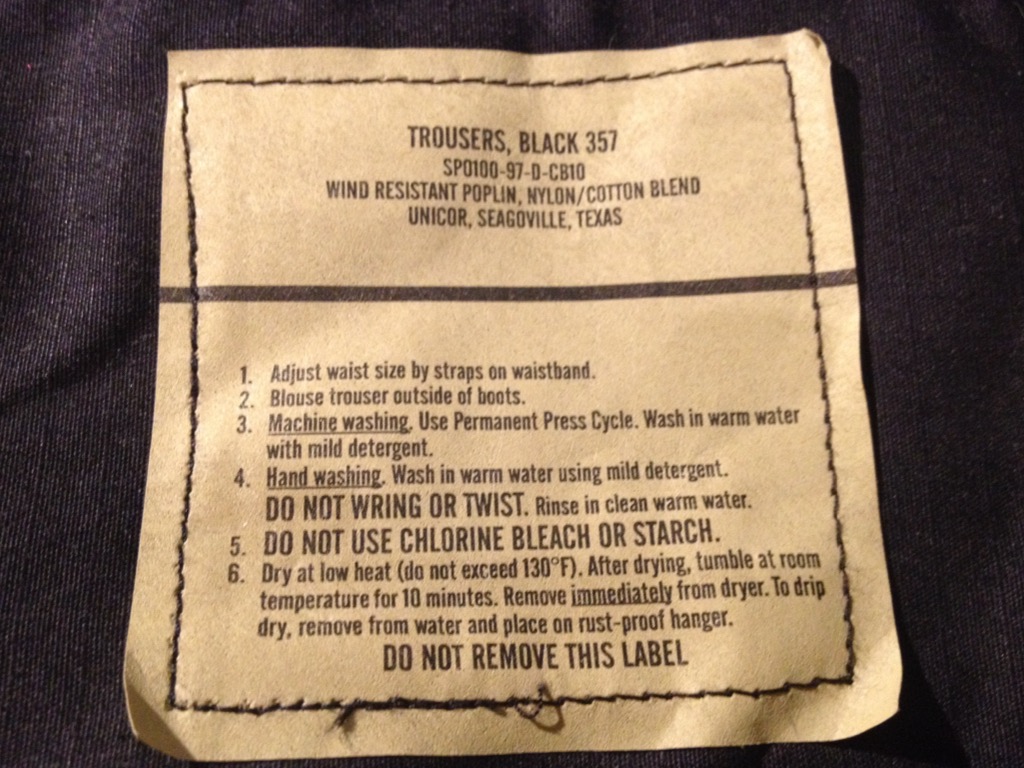 TROUSERS, BLACK 357
SPO100-97-D-CB10
WIND RESISTANT POPLIN, NYLON/COTTON BLEND
UNICOR, SEAGOVILLE, TEXAS
1. Adjust waist size by straps on waistband.
2. Blouse trouser outside of boots.
3. Machine washing. Use Permanent Press Cycle. Wash in warm water
with mild detergent.
4. Hand washing. Wash in warm water using mild detergent.
DO NOT WRING OR TWIST. Rinse in clean warm water.
5. DO NOT USE CHLORINE BLEACH OR STARCH.
6. Dry at low heat (do not exceed 130°F). After drying, tumble at room
temperature for 10 minutes. Remove immediately from dryer. To drip
dry, remove from water and place on rust-proof hanger.
DO NOT REMOVE THIS LABEL